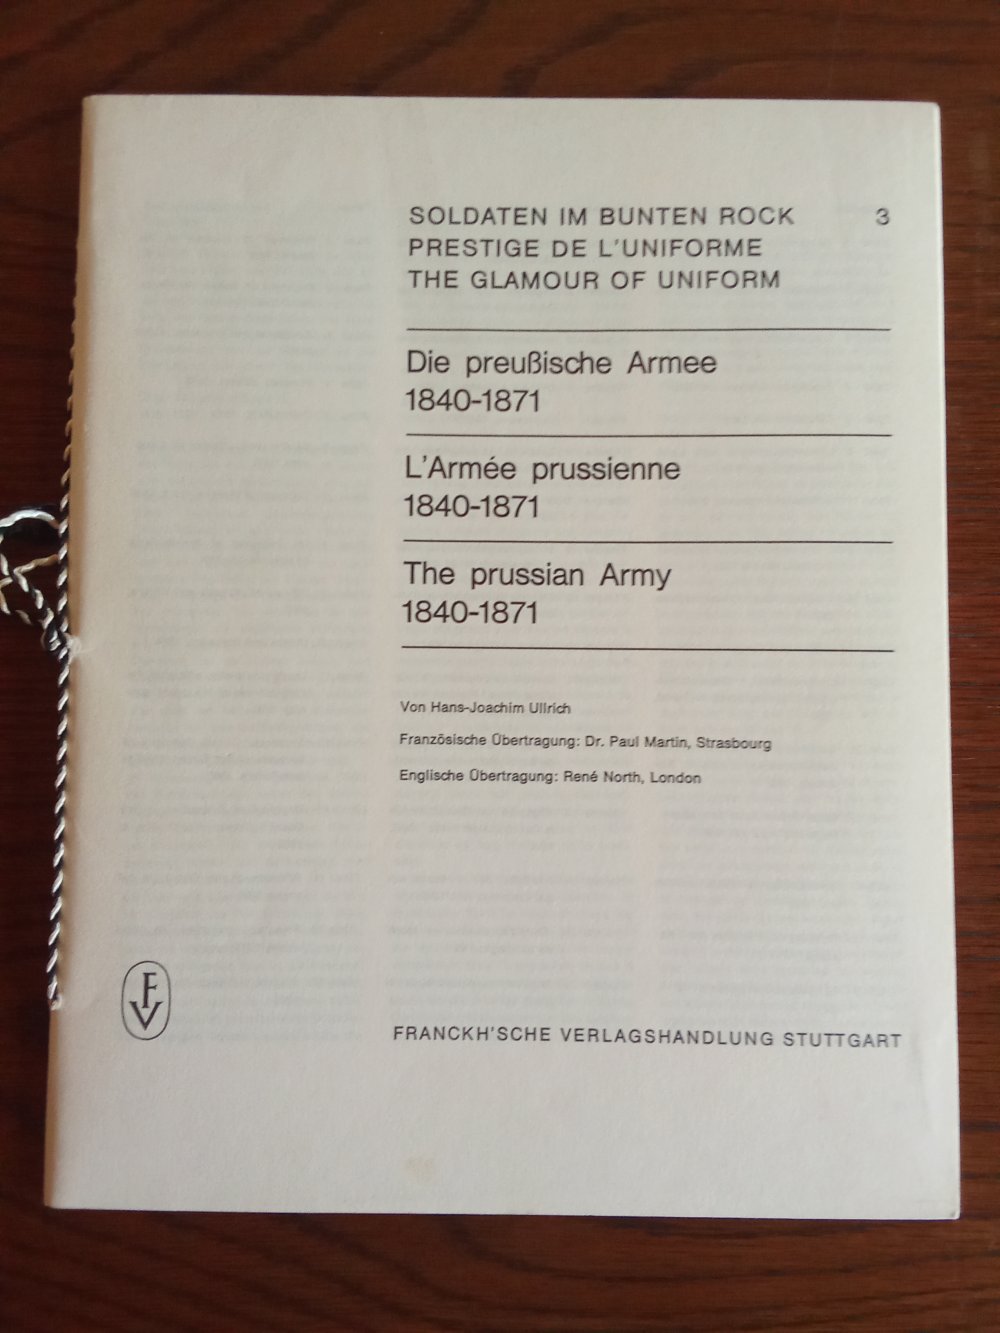 SOLDATEN IM BUNTEN ROCK 3
PRESTIGE DE L'UNIFORME
THE GLAMOUR OF UNIFORM
Die preußische Armee
1840-1871
L'Armée prussienne
1840-1871
The prussian Army
1840-1871
Von Hans-Joachim Ullrich
Französische Übertragung: Dr. Paul Martin, Strasbourg
Englische Übertragung: René North, London
FV
FRANCKH'SCHE VERLAGSHANDLUNG STUTTGART